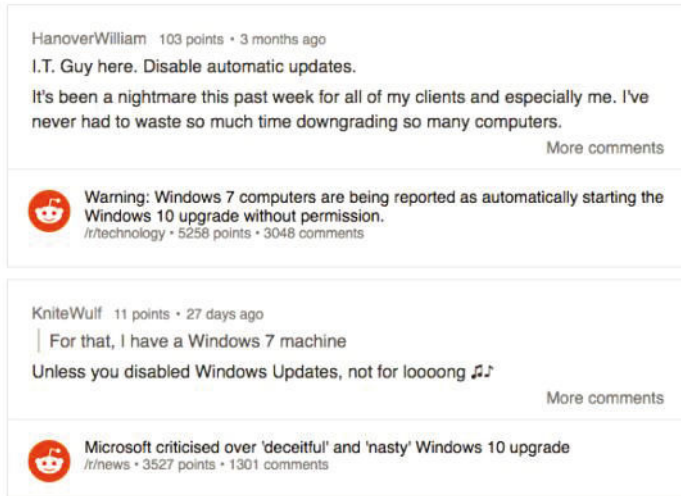 HanoverWilliam 103 points • 3 months ago
I.T. Guy here. Disable automatic updates.
It's been a nightmare this past week for all of my clients and especially me. I've
never had to waste so much time downgrading so many computers.
More comments
Warning: Windows 7 computers are being reported as automatically starting the
Windows 10 upgrade without permission.
/r/technology • 5258 points • 3048 comments
KniteWulf 11 points • 27 days ago
For that, I have a Windows 7 machine
Unless you disabled Windows Updates, not for loooong ♫♪
More comments
Microsoft criticised over 'deceitful' and 'nasty' Windows 10 upgrade
/r/news • 3527 points • 1301 comments